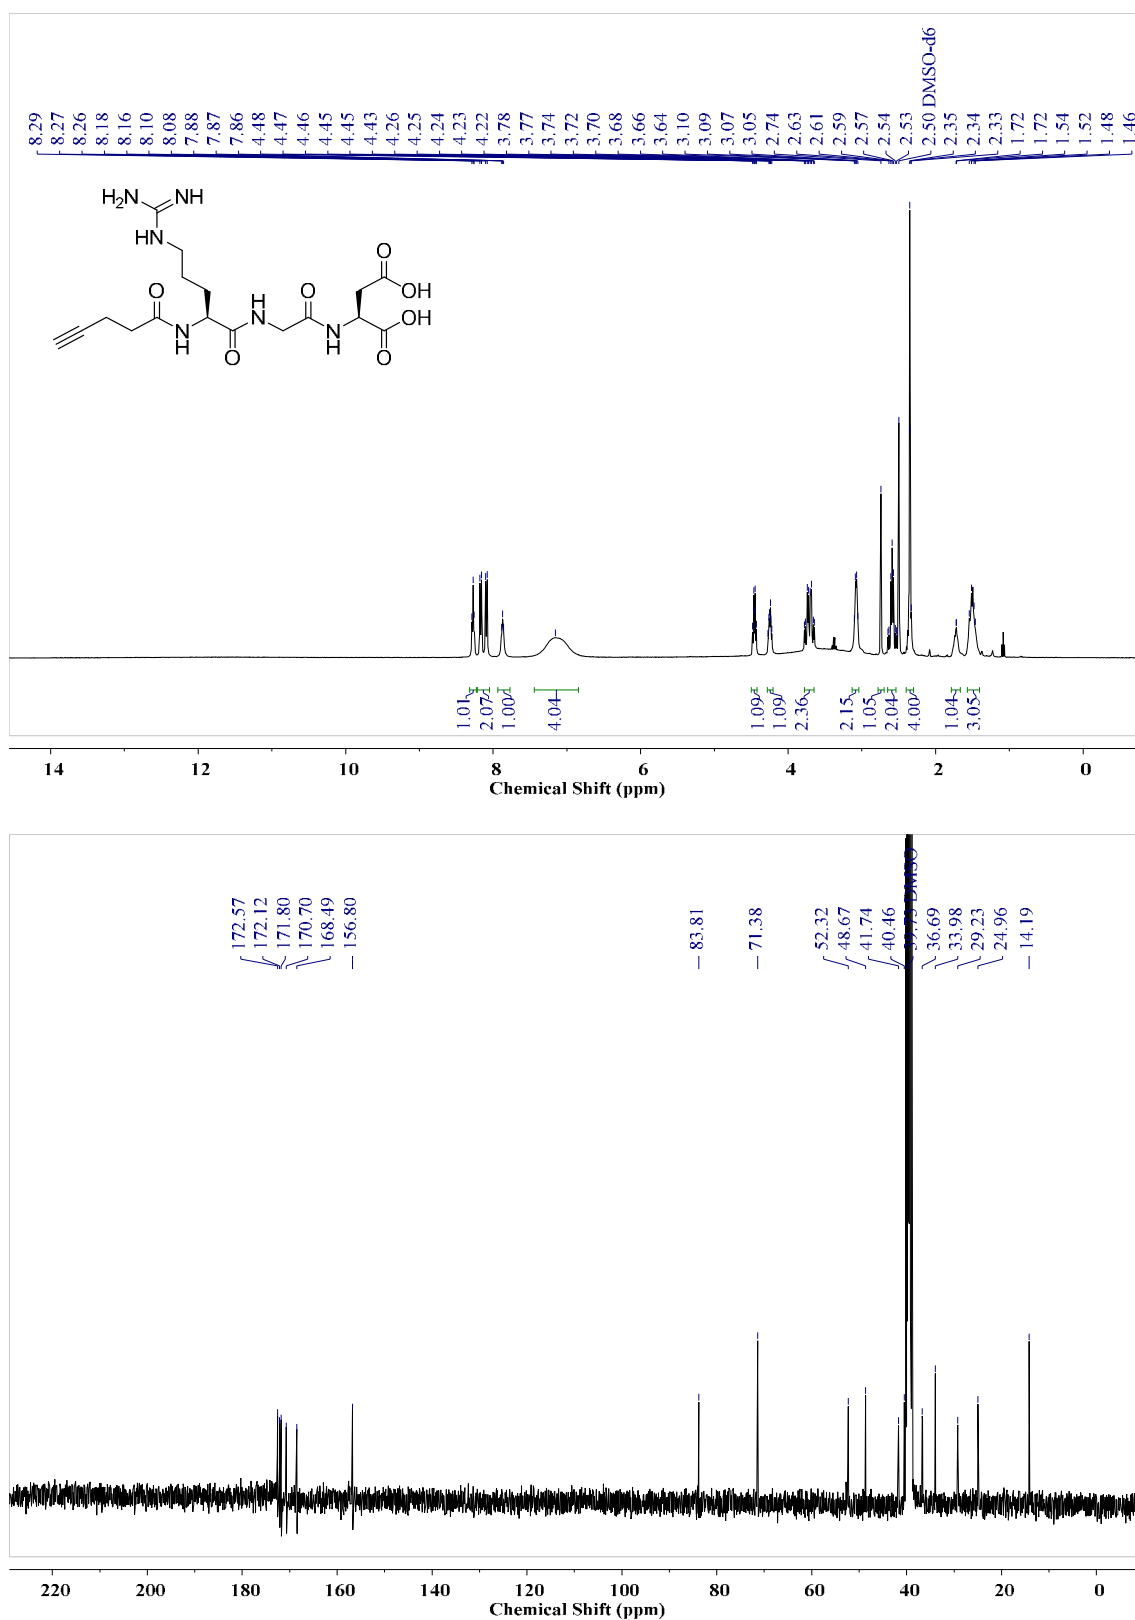 8.29 8.27 8.26 8.18 8.16 8.10 8.08 7.88 7.87 7.86 4.48 4.47 4.46 4.45 4.45 4.43 4.26 4.25 4.24 4.23 4.22 3.78 3.77 3.74 3.72 3.70 3.68 3.66 3.64 3.10 3.09 3.07 3.05 2.74 2.63 2.61 2.59 2.57 2.54 2.53 2.50 DMSO-d6 2.35 2.34 2.33 1.72 1.72 1.54 1.52 1.48 1.46
H2N NH
HN
O
O OH
O H O OH
N N N
H O H O
1.01 2.07 1.00 4.04 1.09 1.09 2.36 2.15 1.05 2.04 4.00 1.04 3.05
14 12 10 8 6 4 2 0
Chemical Shift (ppm)
172.57 172.12 171.80 170.70 168.49 156.80 83.81 71.38 52.32 48.67 41.74 40.46 39.75 DMSO 36.69 33.98 29.23 24.96 14.19
220 200 180 160 140 120 100 80 60 40 20 0
Chemical Shift (ppm)